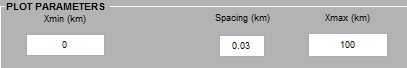 PLOT PARAMETERS
Xmin (km) Spacing (km) Xmax (km)
0 0.03 100